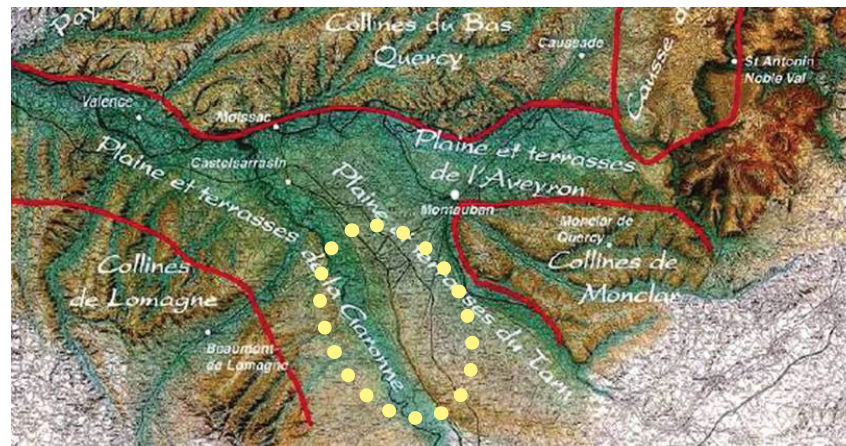 Pay
Collines du Bas
Quercy
Caussade
Causse
St Antonin
Noble Val
Valence
Moissac
Castelsarrasin
Plaine et terrasses
de l'Aveyron
Montauban
Plaine et terrasses de la Garonne
Plaine et terrasses du Tarn
Monclar de
Quercy
Collines de
Monclar
Collines
de Lomagne
Beaumont-
de Lomagne